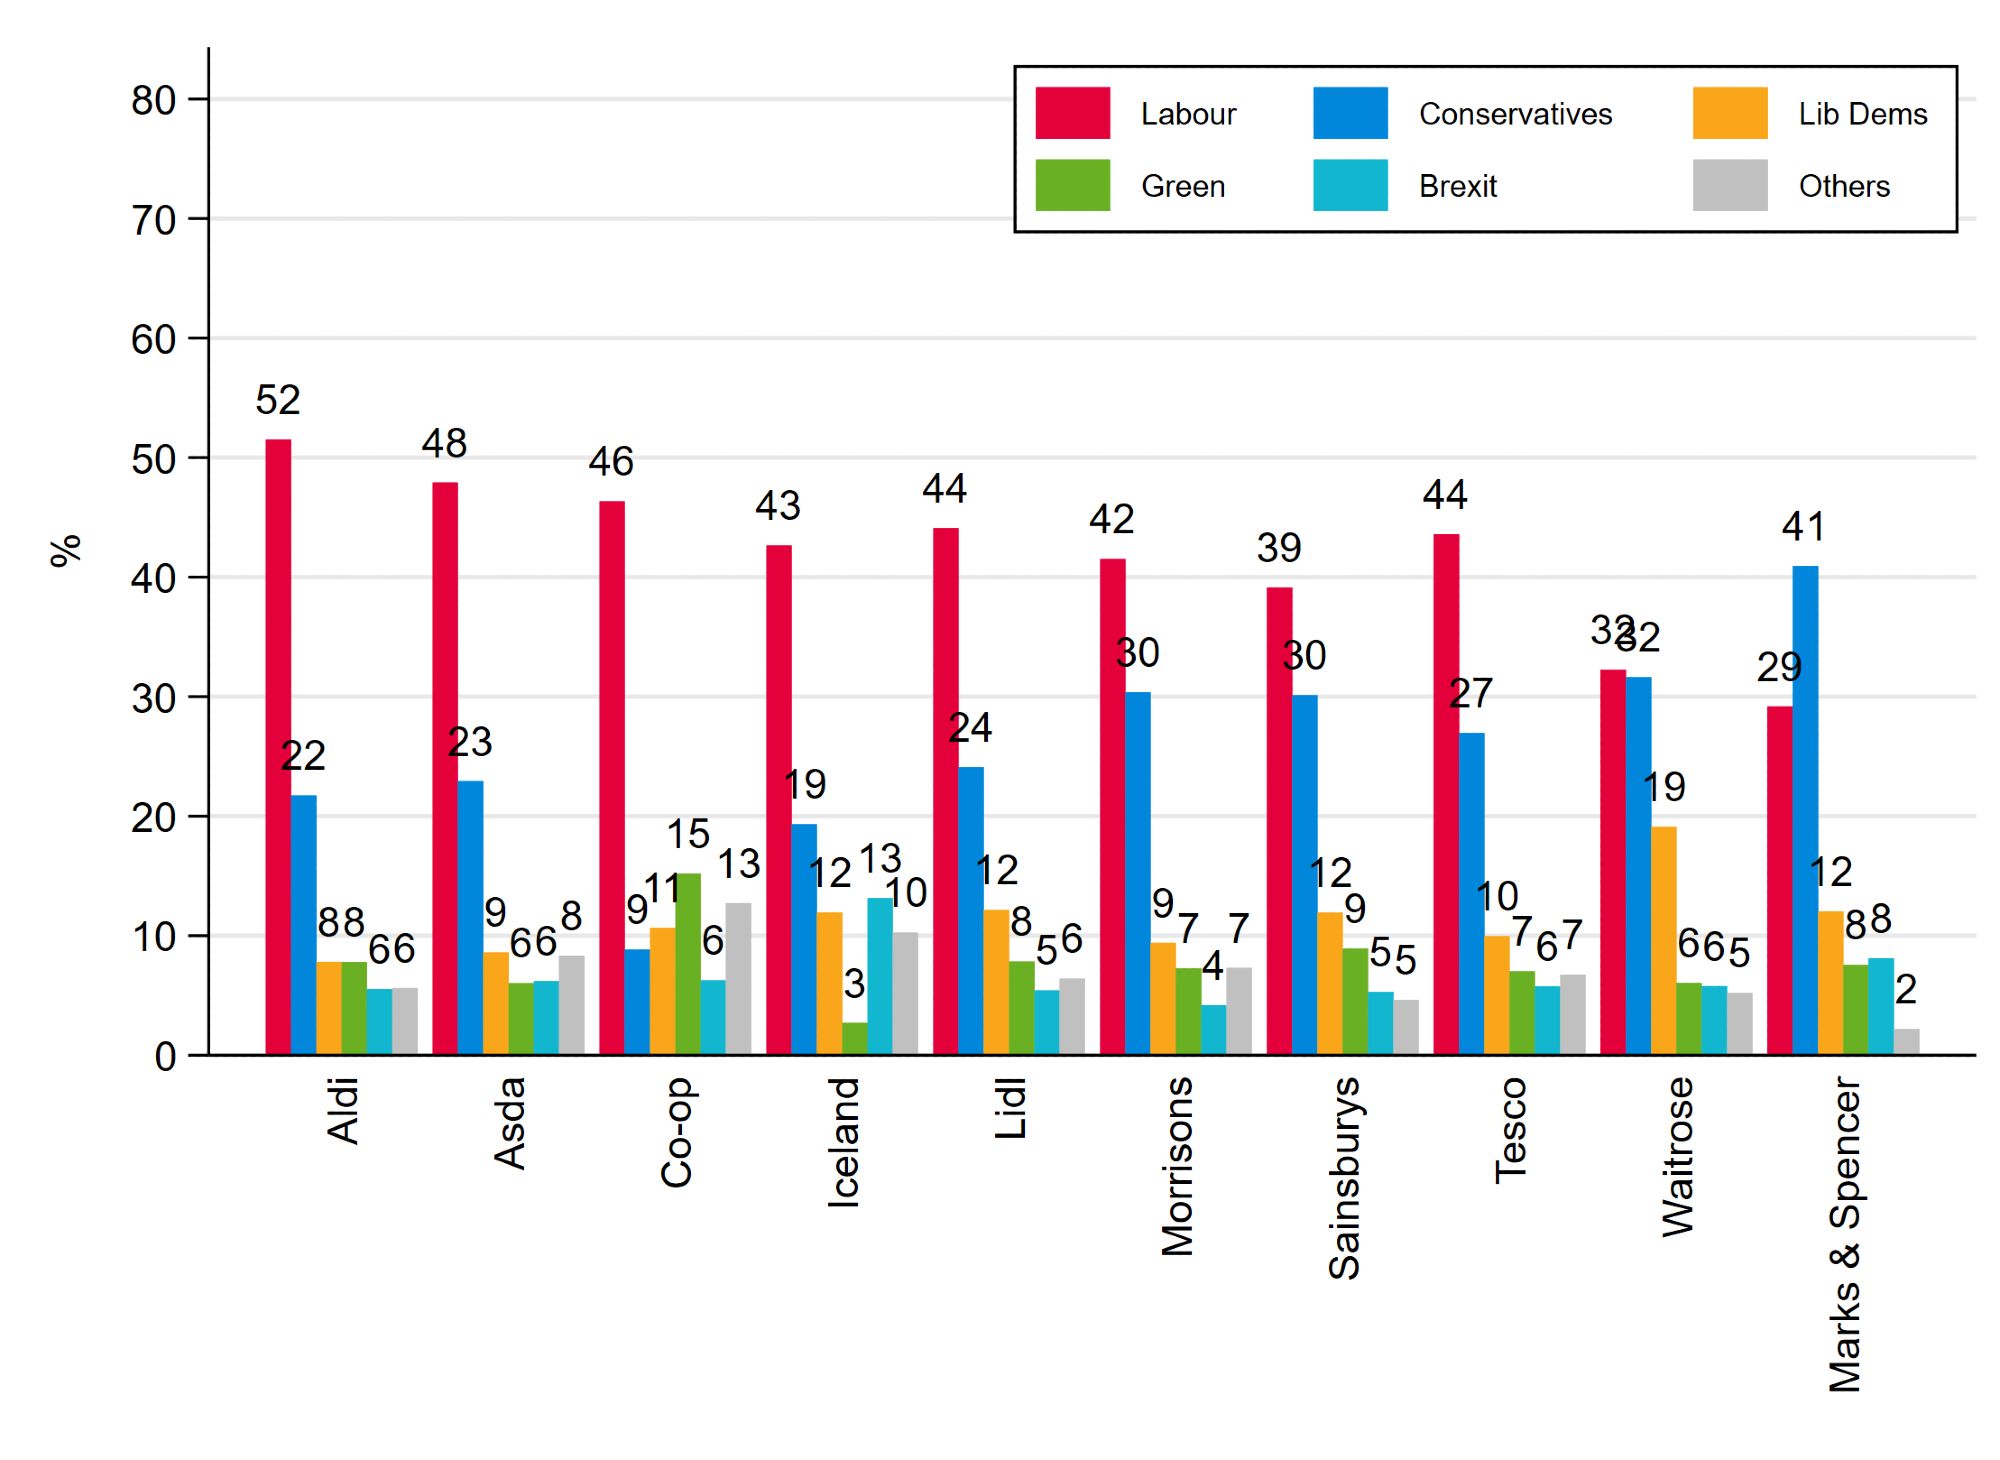 Labour Conservatives Lib Dems
Green Brexit Others
%
80
70
60
50
40
30
20
10
0
52 22 8 8 6 6
48 23 9 6 6 8
46 9 11 15 6 13
43 19 12 3 13 10
44 24 12 8 5 6
42 30 9 7 4 7
39 30 12 9 5 5
44 27 10 7 6 7
32 32 19 6 6 5
29 41 12 8 8 2
Aldi
Asda
Co-op
Iceland
Lidl
Morrisons
Sainsburys
Tesco
Waitrose
Marks & Spencer